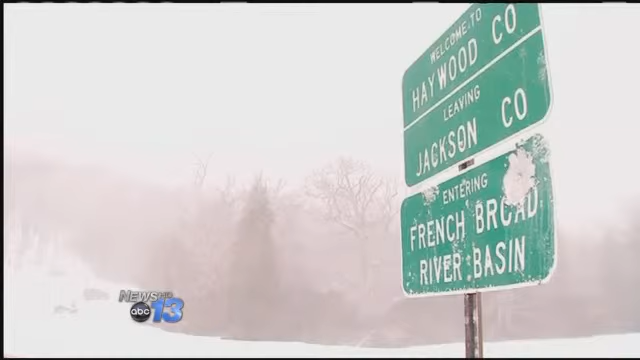 WELCOME TO
HAYWOOD CO
LEAVING
JACKSON CO
ENTERING
FRENCH BROAD
RIVER BASIN
NEWS
abc 13